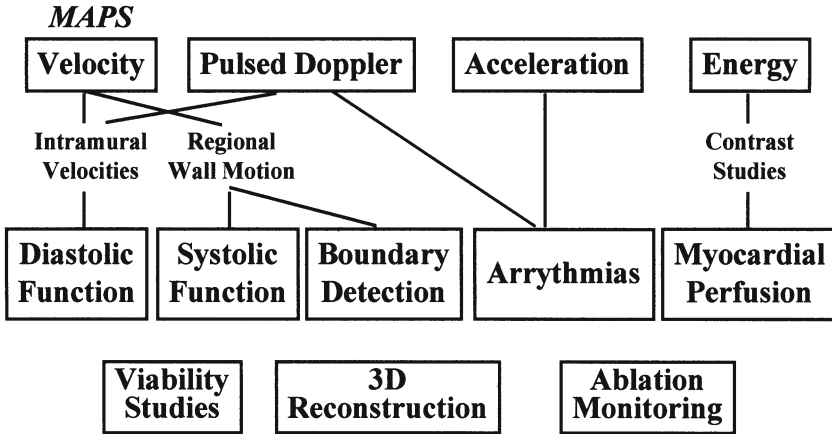 MAPS
Velocity
Pulsed Doppler
Acceleration
Energy
Intramural
Velocities
Regional
Wall Motion
Contrast
Studies
Diastolic
Function
Systolic
Function
Boundary
Detection
Arrythmias
Myocardial
Perfusion
Viability
Studies
3D
Reconstruction
Ablation
Monitoring